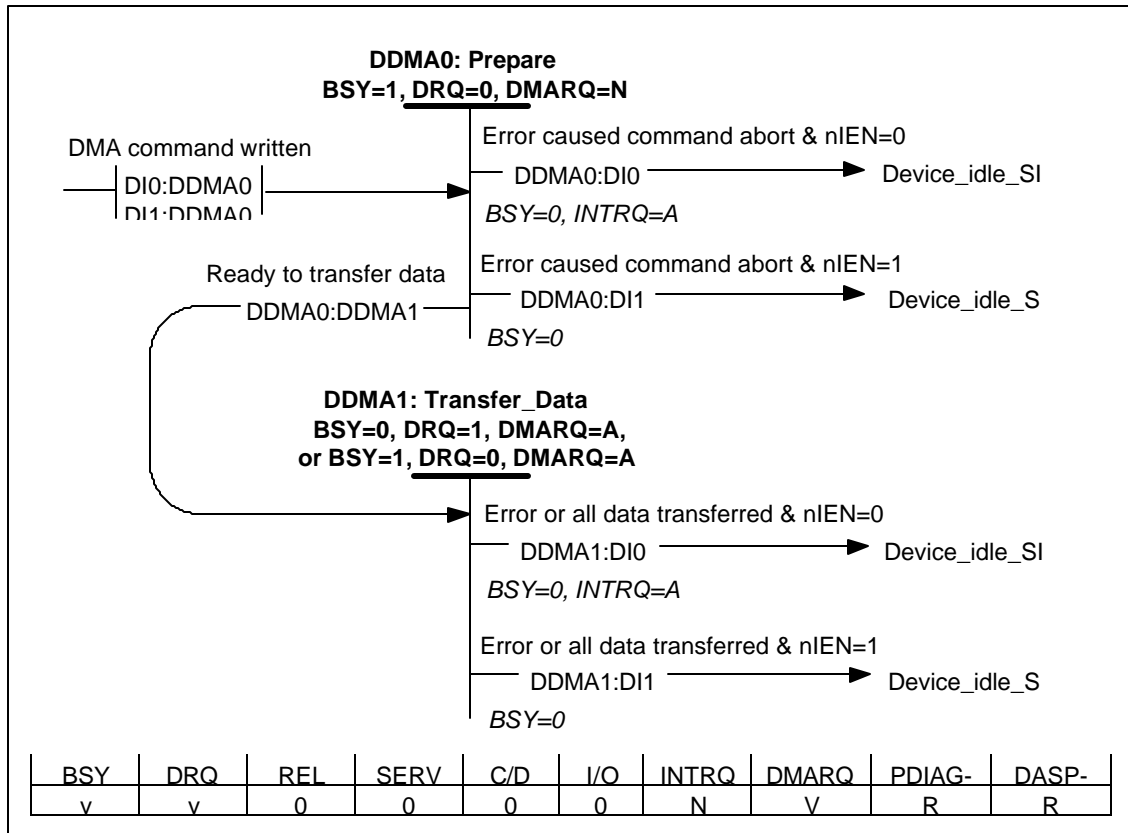 DDMA0: Prepare
BSY=1, DRQ=0, DMARQ=N
Error caused command abort & nIEN=0
DMA command written
DDMA0:DI0
Device_idle_SI
DI0:DDMA0
DI1:DDMA0
BSY=0, INTRQ=A
Error caused command abort & nIEN=1
Ready to transfer data
DDMA0:DI1
Device_idle_S
DDMA0:DDMA1
BSY=0
DDMA1: Transfer_Data
BSY=0, DRQ=1, DMARQ=A,
or BSY=1, DRQ=0, DMARQ=A
Error or all data transferred & nIEN=0
DDMA1:DI0
Device_idle_SI
BSY=0, INTRQ=A
Error or all data transferred & nIEN=1
DDMA1:DI1
Device_idle_S
BSY=0
BSY DRQ REL SERV C/D I/O INTRQ DMARQ PDIAG- DASP-
v v 0 0 0 0 N V R R